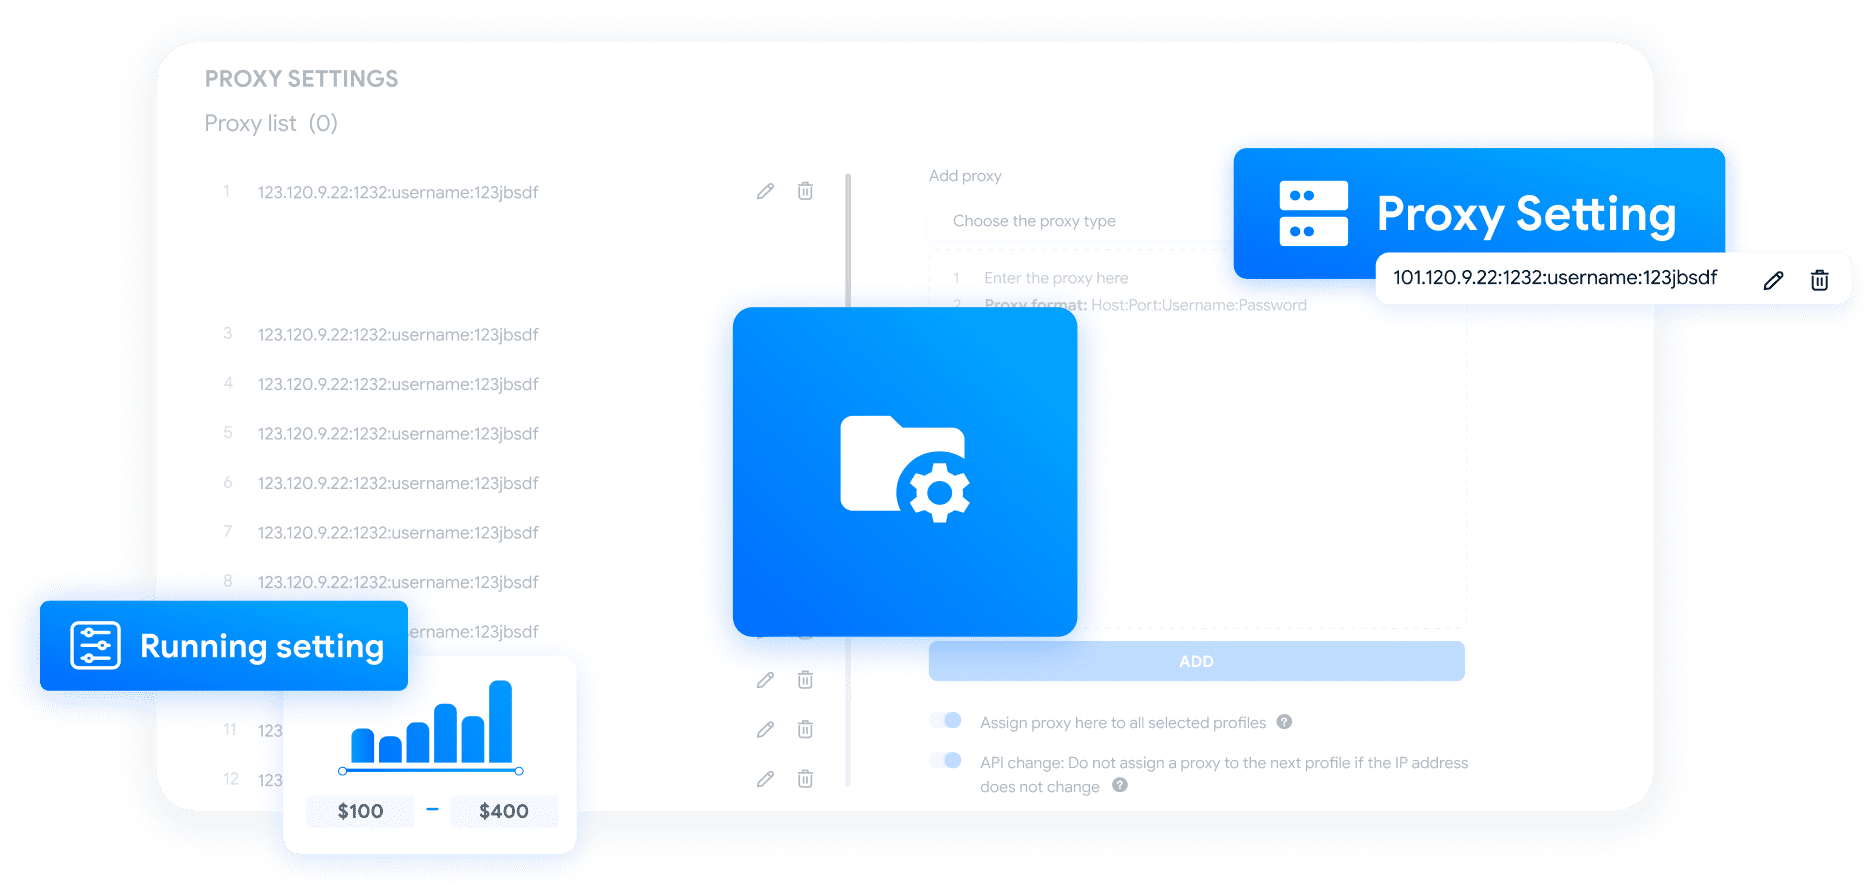 PROXY SETTINGS
Proxy list (0)
1 123.120.9.22:1232:username:123jbsdf
3 123.120.9.22:1232:username:123jbsdf
4 123.120.9.22:1232:username:123jbsdf
5 123.120.9.22:1232:username:123jbsdf
6 123.120.9.22:1232:username:123jbsdf
7 123.120.9.22:1232:username:123jbsdf
8 123.120.9.22:1232:username:123jbsdf
ername:123jbsdf
11 123
12 123
Running setting
$100 - $400
Add proxy
Choose the proxy type
1 Enter the proxy here
2 Proxy format: Host:Port:Username:Password
ADD
Assign proxy here to all selected profiles ?
API change: Do not assign a proxy to the next profile if the IP address
does not change ?
Proxy Setting
101.120.9.22:1232:username:123jbsdf